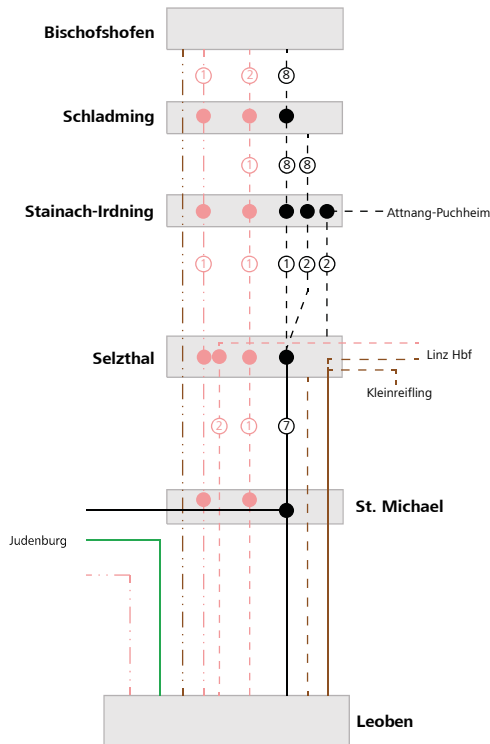 Bischofshofen
1 2 8
Schladming
1 8 8
Stainach-Irdning
Attnang-Puchheim
1 1 1 2 2
Selzthal
Linz Hbf
Kleinreifling
2 1 7
St. Michael
Judenburg
Leoben